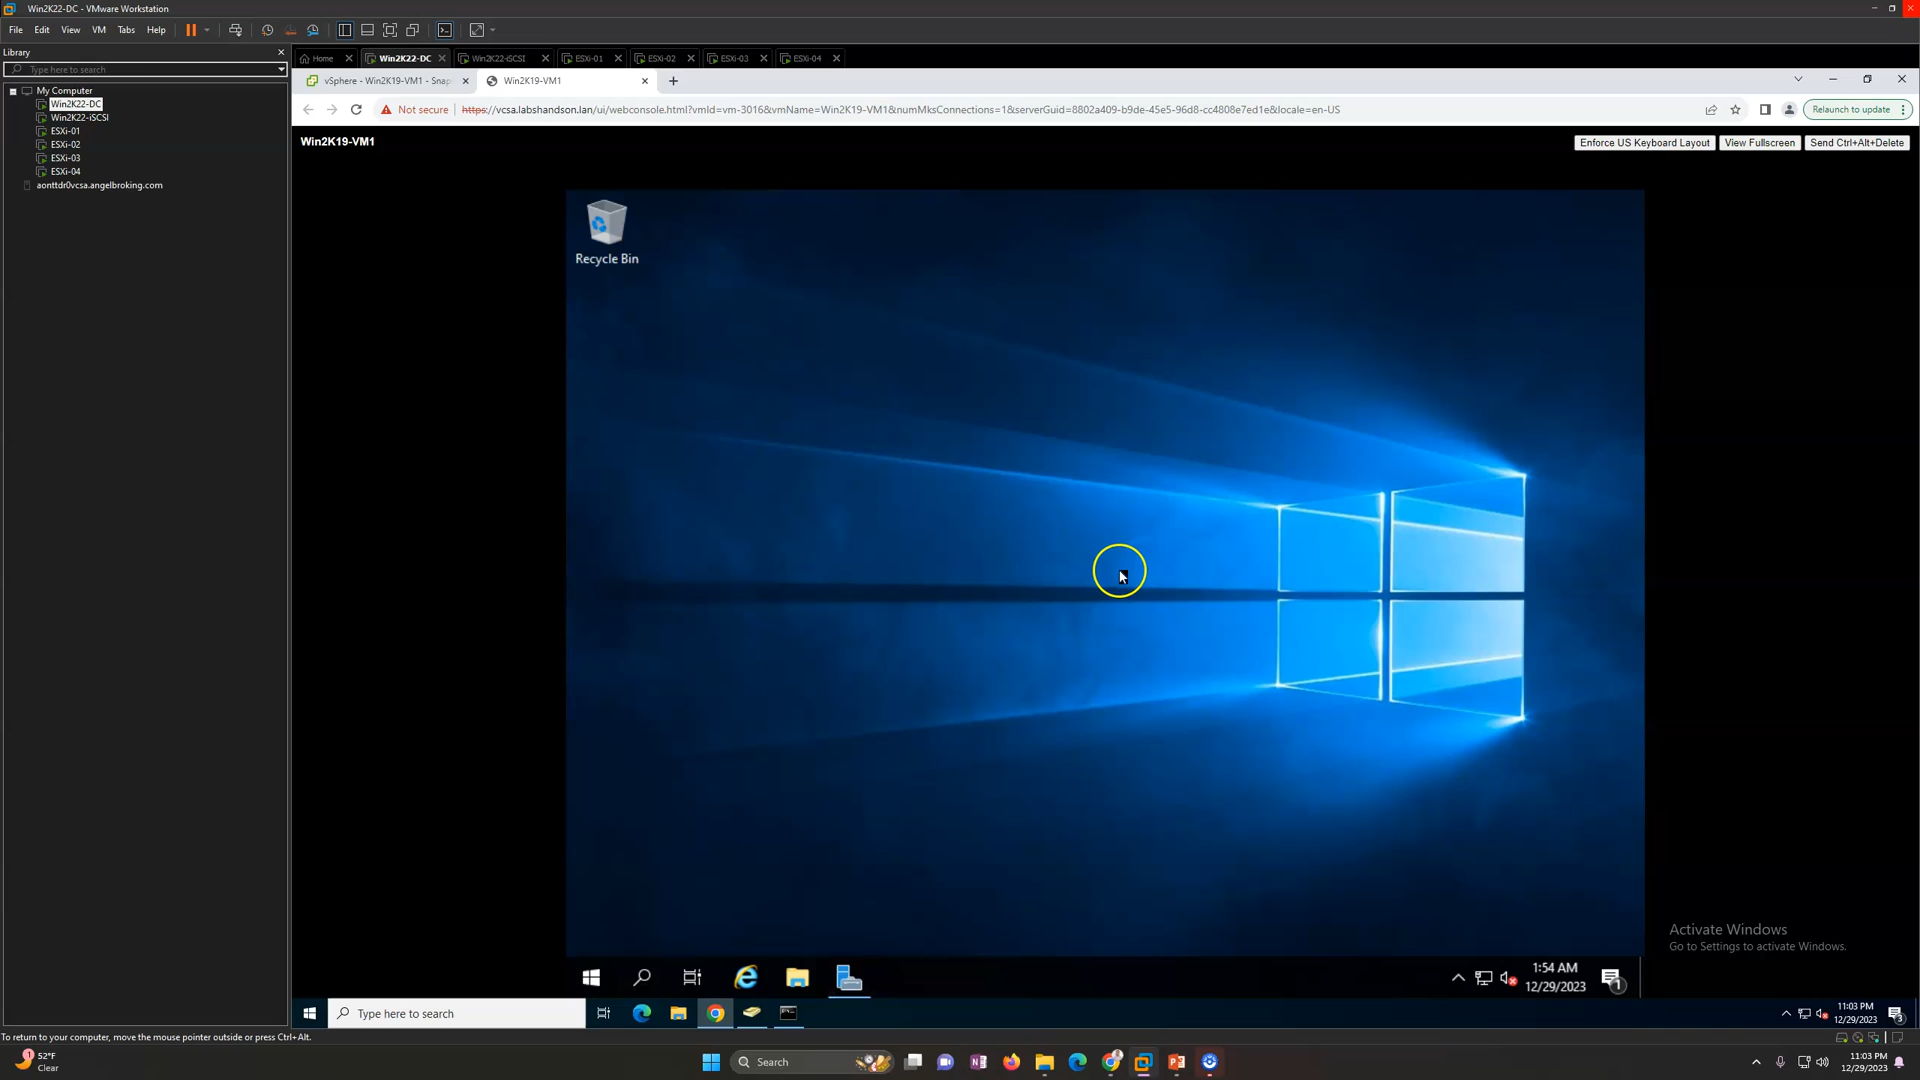 Win2K22-DC - VMware Workstation
File Edit View VM Tabs Help
Library
Type here to search
My Computer
Win2K22-DC
Win2K22-iSCSI
ESXi-01
ESXi-02
ESXi-03
ESXi-04
aonttdr0vcsa.angelbroking.com
Home Win2K22-DC Win2K22-iSCSI ESXi-01 ESXi-02 ESXi-03 ESXi-04
vSphere - Win2K19-VM1 - Snap Win2K19-VM1
Not secure https://vcsa.labshandson.lan/ui/webconsole.html?vmId=vm-3016&vmName=Win2K19-VM1&numMksConnections=1&serverGuid=8802a409-b9de-45e5-96d8-cc4808e7ed1e&locale=en-US Relaunch to update
Win2K19-VM1 Enforce US Keyboard Layout View Fullscreen Send Ctrl+Alt+Delete
Recycle Bin
Activate Windows
Go to Settings to activate Windows.
1:54 AM
12/29/2023
1
Type here to search
11:03 PM
12/29/2023
3
To return to your computer, move the mouse pointer outside or press Ctrl+Alt.
1
52°F
Clear
Search
11:03 PM
12/29/2023